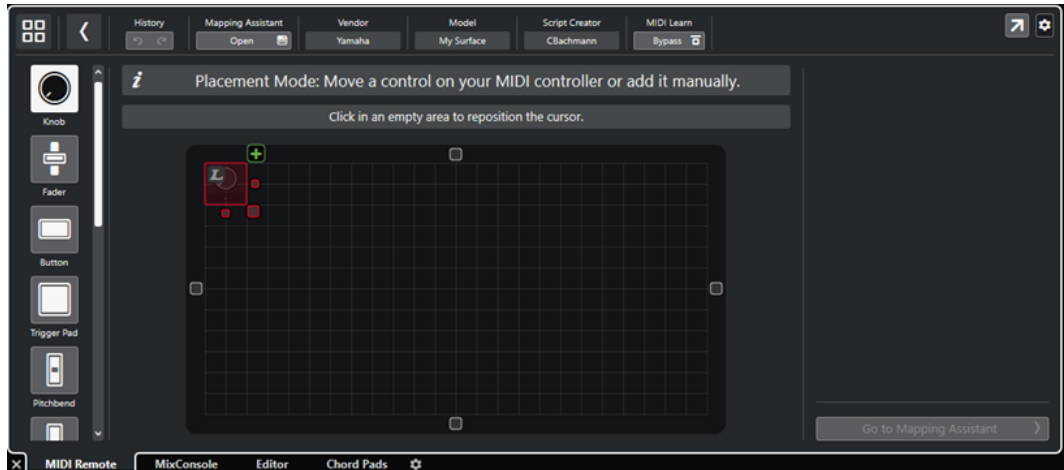 History
Mapping Assistant
Vendor
Model
Script Creator
MIDI Learn
Open
Yamaha
My Surface
CBachmann
Bypass
i Placement Mode: Move a control on your MIDI controller or add it manually.
Click in an empty area to reposition the cursor.
Knob
Fader
Button
Trigger Pad
Pitchbend
L
Go to Mapping Assistant
MIDI Remote
MixConsole
Editor
Chord Pads